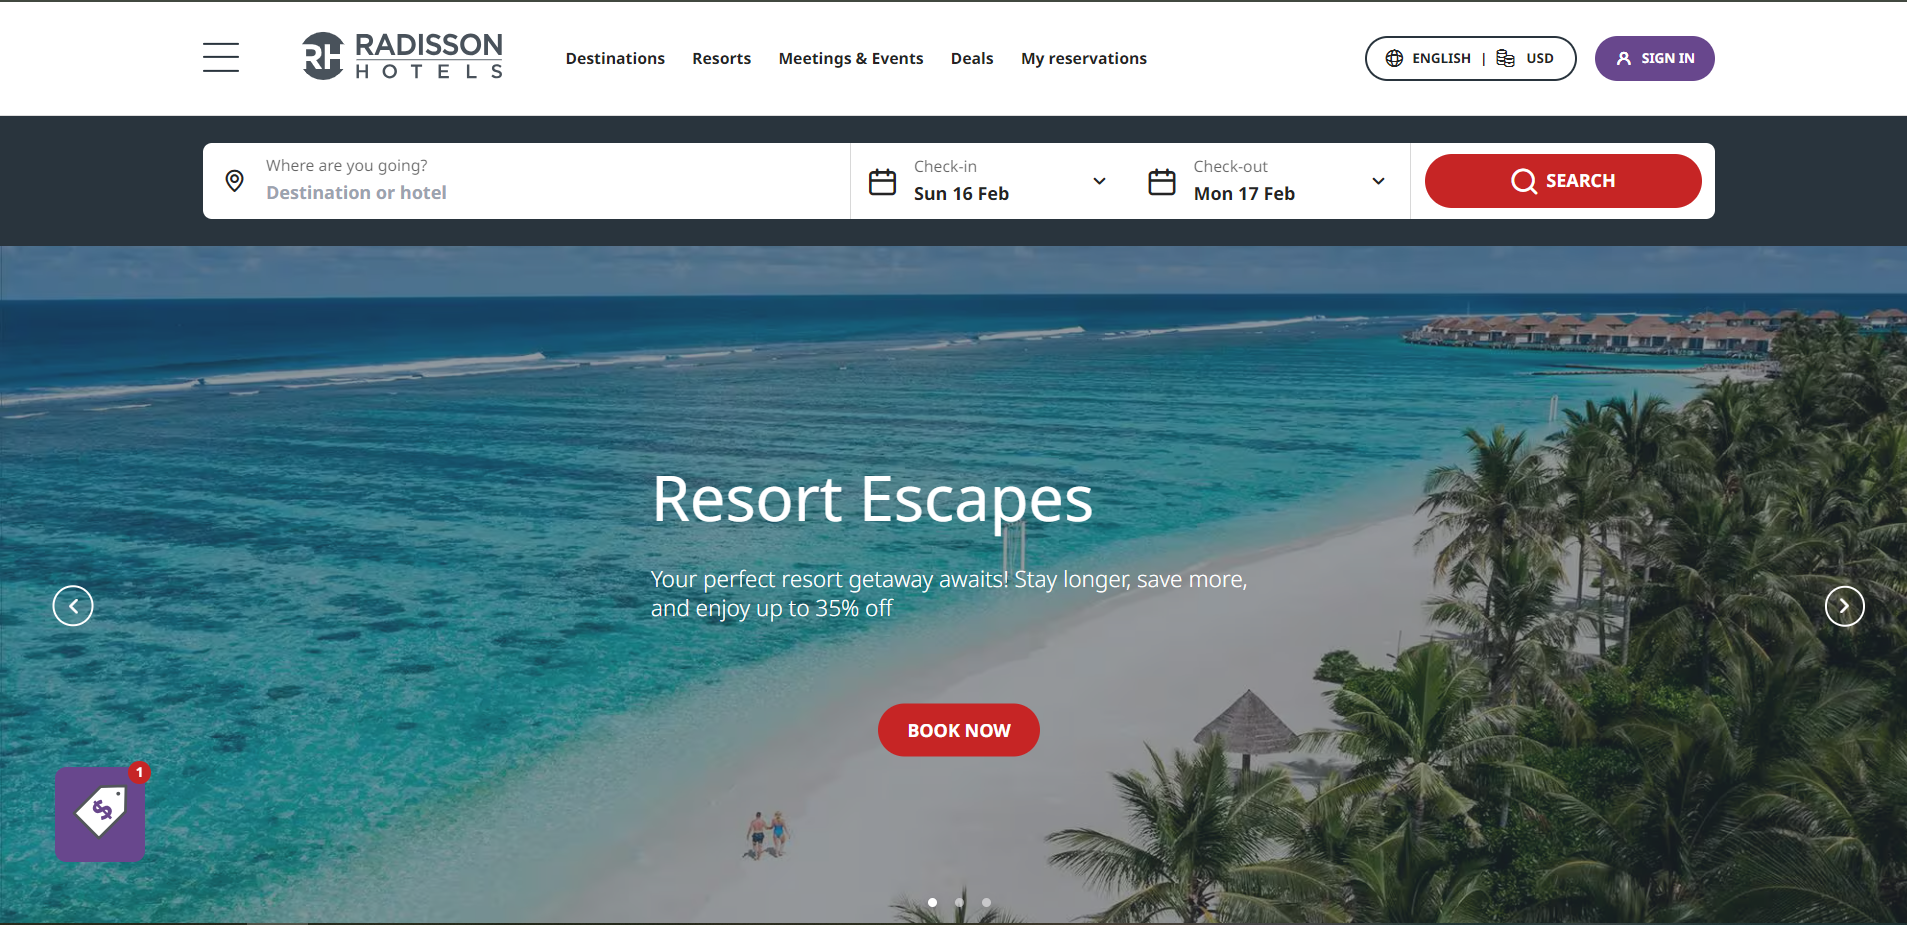 RH RADISSON
HOTELS
Destinations
Resorts
Meetings & Events
Deals
My reservations
ENGLISH | USD
SIGN IN
Where are you going?
Destination or hotel
Check-in
Sun 16 Feb
Check-out
Mon 17 Feb
SEARCH
Resort Escapes
Your perfect resort getaway awaits! Stay longer, save more,
and enjoy up to 35% off
BOOK NOW
1
$